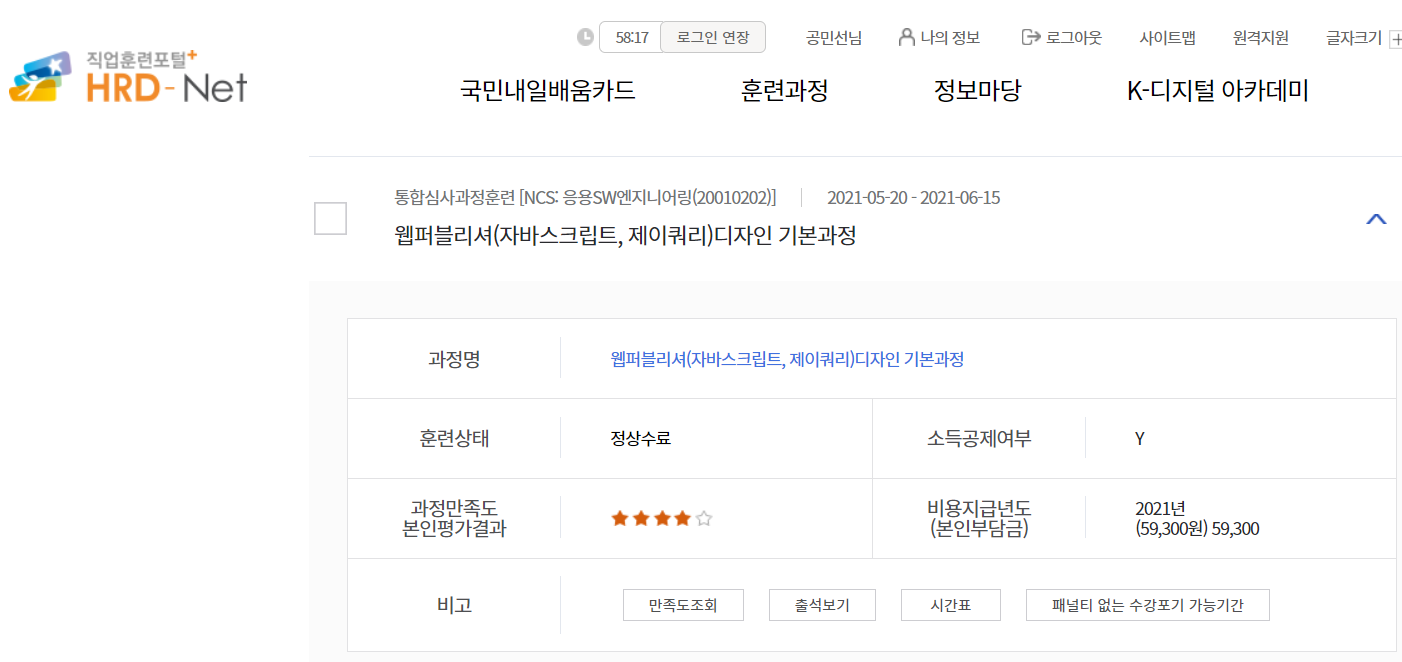 58:17 로그인 연장 공민선님 나의 정보 로그아웃 사이트맵 원격지원 글자크기 +
직업훈련포털+
HRD-Net
국민내일배움카드 훈련과정 정보마당 K-디지털 아카데미
통합심사과정훈련 [NCS: 응용SW엔지니어링(20010202)] 2021-05-20 - 2021-06-15
웹퍼블리셔(자바스크립트, 제이쿼리)디자인 기본과정
과정명 웹퍼블리셔(자바스크립트, 제이쿼리)디자인 기본과정
훈련상태 정상수료 소득공제여부 Y
과정만족도
본인평가결과
비용지급년도
(본인부담금)
2021년
(59,300원) 59,300
비고 만족도조회 출석보기 시간표 패널티 없는 수강포기 가능기간